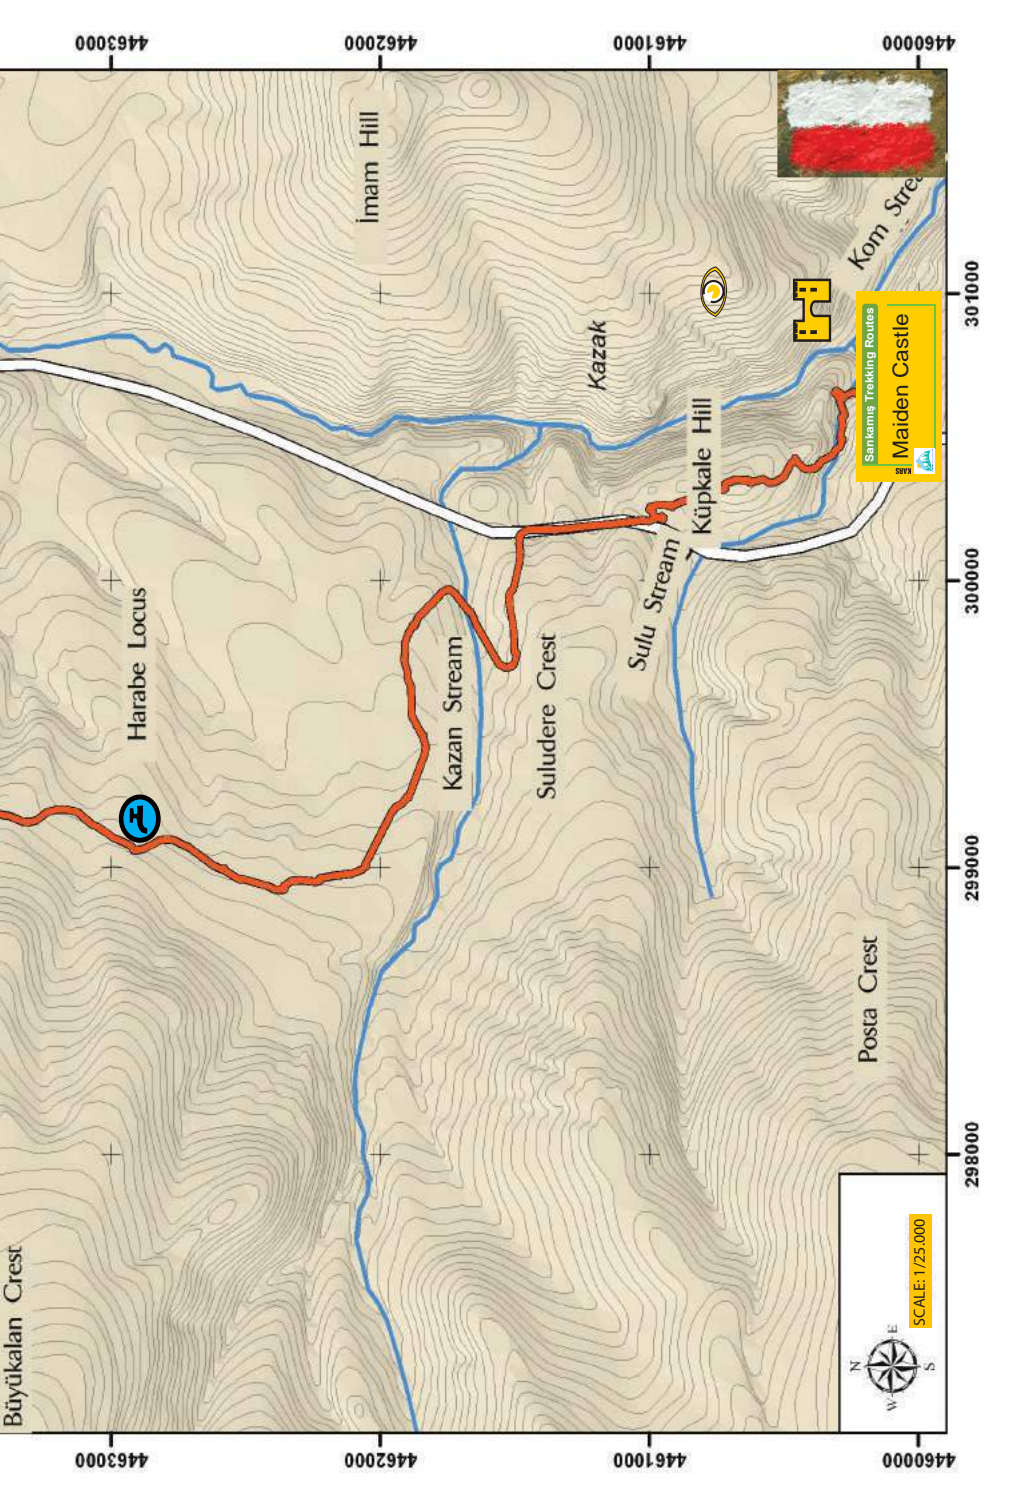 4463000
4462000
4461000
4460000
İmam Hill
Kom Strea
Kazak
301000
Sarıkamış Trekking Routes
Maiden Castle
KARS
Küpkale Hill
Sulu Stream
300000
Harabe Locus
Kazan Stream
Suludere Crest
299000
Posta Crest
298000
Büyükalan Crest
SCALE: 1/25.000
N
E
S
W
4463000
4462000
4461000
4460000